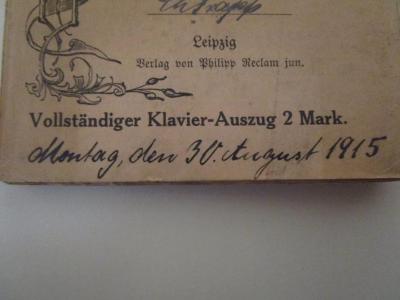 Leipzig
Verlag von Philipp Reclam jun.
Vollständiger Klavier-Auszug 2 Mark.
Montag, den 30. August 1915